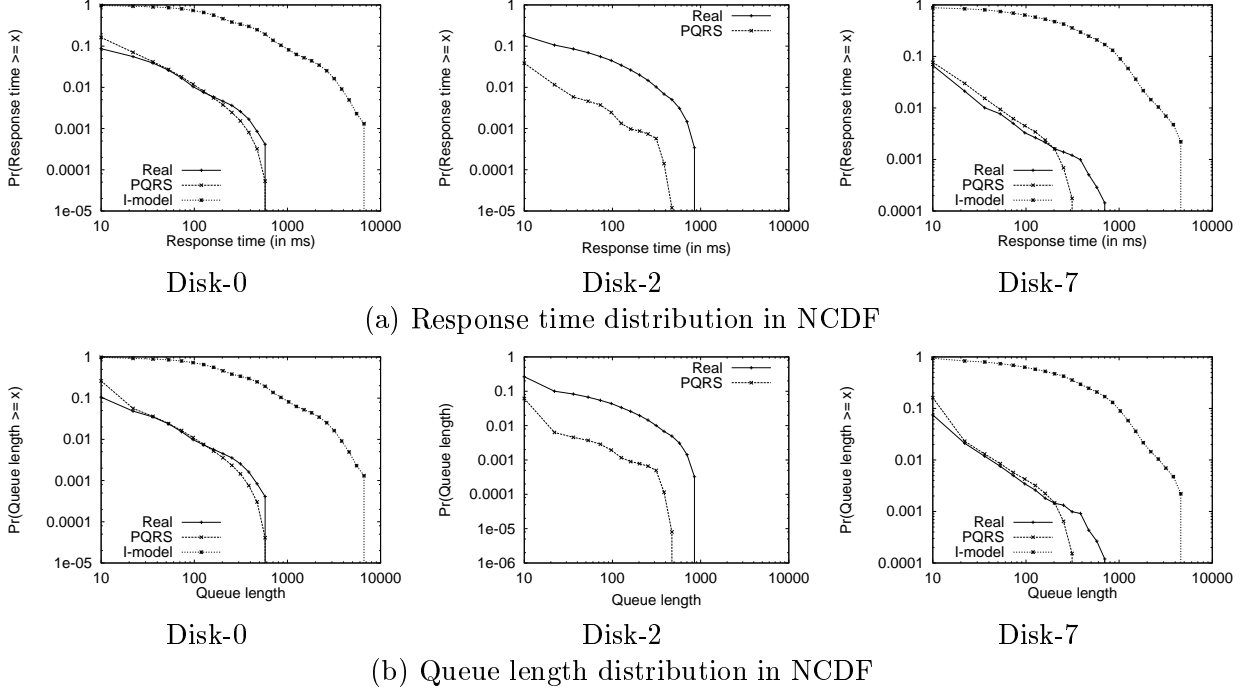 Pr(Response time >= x)
1
0.1
0.01
0.001
0.0001
1e-05
Real
PQRS
I-model
10 100 1000 10000
Response time (in ms)
Disk-0
Pr(Response time >= x)
1
0.1
0.01
0.001
0.0001
1e-05
Real
PQRS
10 100 1000 10000
Response time (in ms)
Disk-2
Pr(Response time >= x)
1
0.1
0.01
0.001
0.0001
Real
PQRS
I-model
10 100 1000 10000
Response time (in ms)
Disk-7
(a) Response time distribution in NCDF
Pr(Queue length >= x)
1
0.1
0.01
0.001
0.0001
1e-05
Real
PQRS
I-model
10 100 1000 10000
Queue length
Disk-0
Pr(Queue length)
1
0.1
0.01
0.001
0.0001
1e-05
1e-06
Real
PQRS
10 100 1000 10000
Queue length
Disk-2
Pr(Queue length >= x)
1
0.1
0.01
0.001
0.0001
Real
PQRS
I-model
10 100 1000 10000
Queue length
Disk-7
(b) Queue length distribution in NCDF